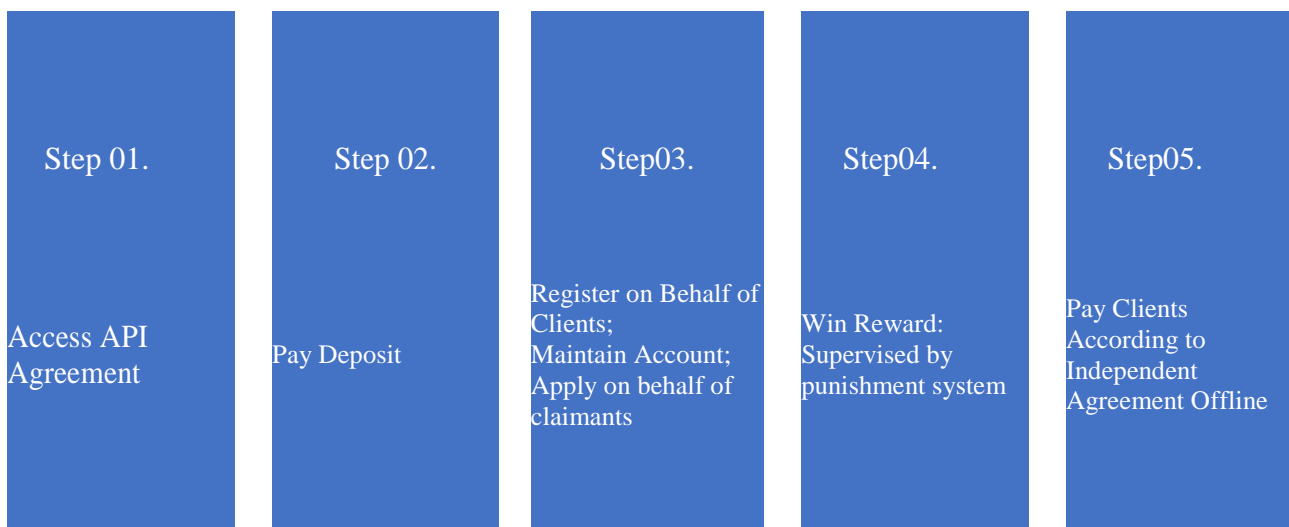 Step 01.
Access API
Agreement
Step 02.
Pay Deposit
Step03.
Register on Behalf of
Clients;
Maintain Account;
Apply on behalf of
claimants
Step04.
Win Reward:
Supervised by
punishment system
Step05.
Pay Clients
According to
Independent
Agreement Offline